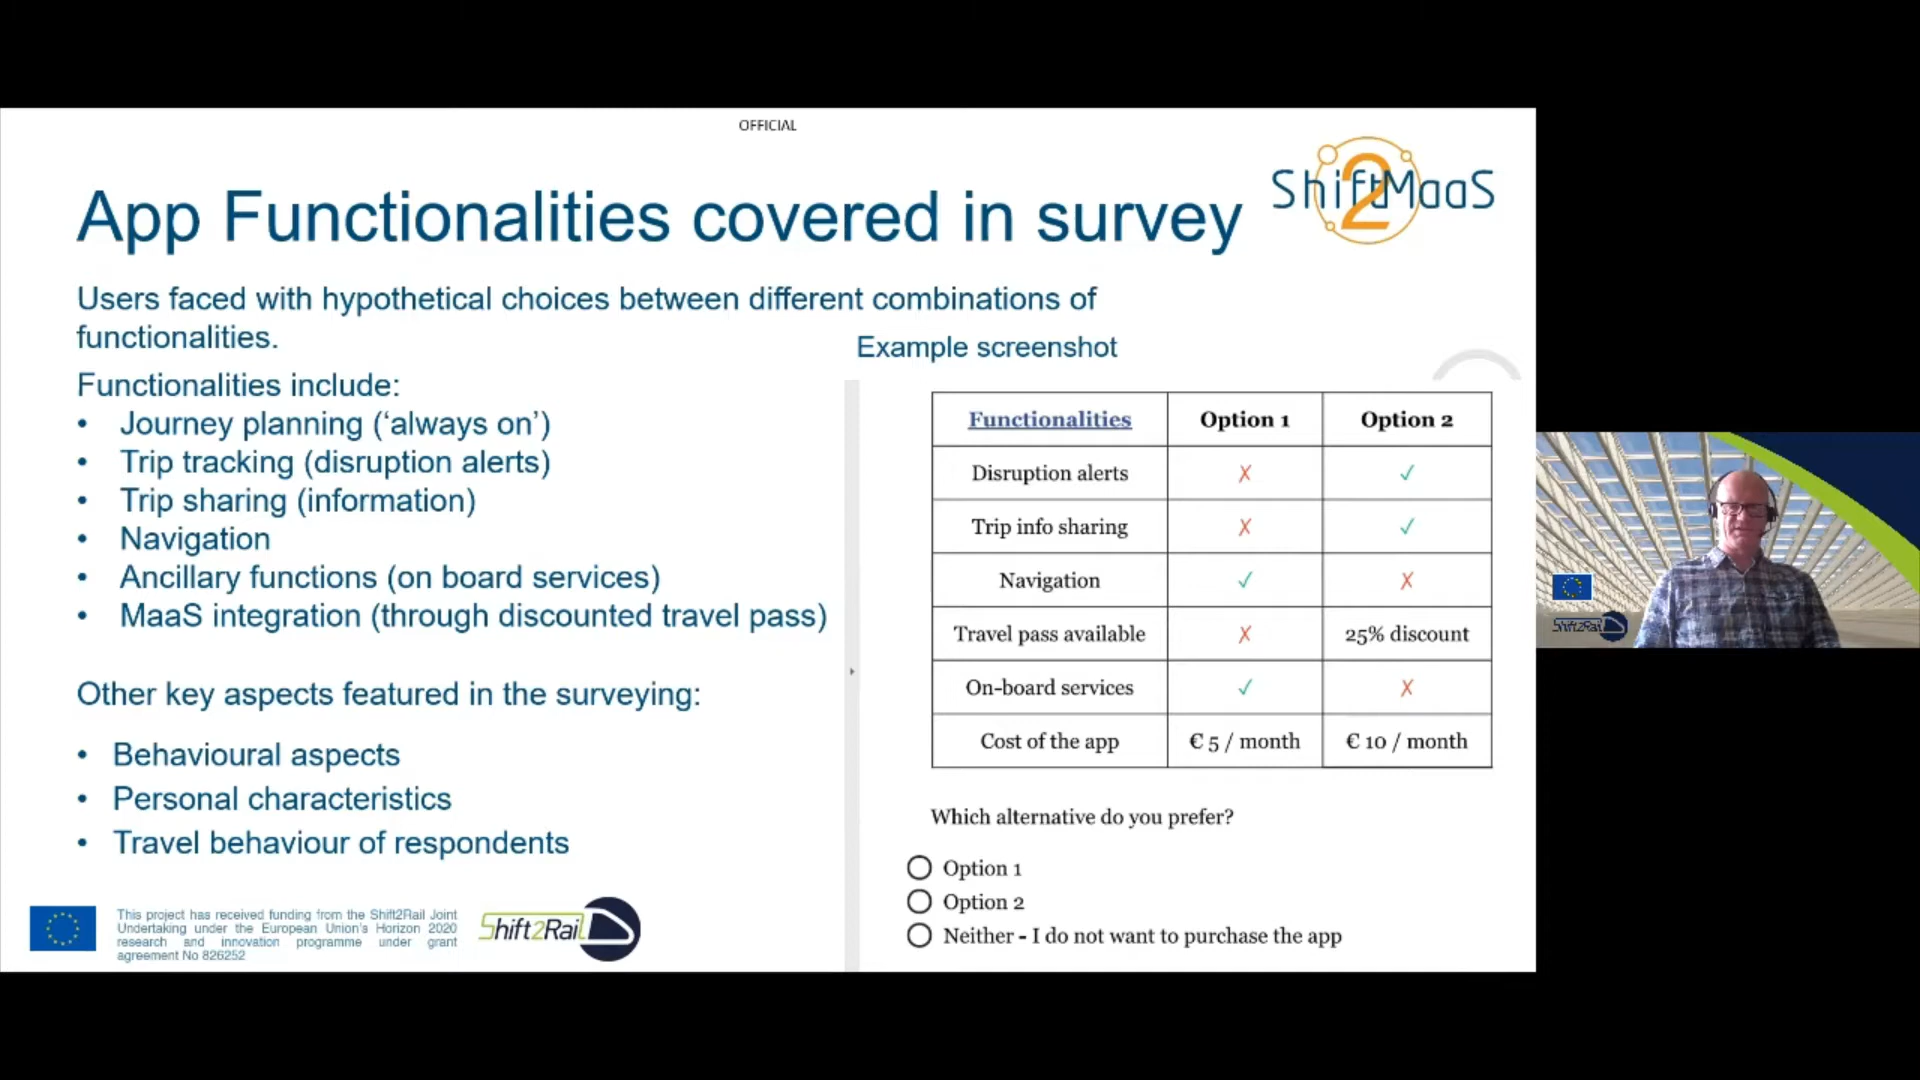 OFFICIAL
Shift2MaaS
App Functionalities covered in survey
Users faced with hypothetical choices between different combinations of
functionalities.
Functionalities include:
• Journey planning (‘always on’)
• Trip tracking (disruption alerts)
• Trip sharing (information)
• Navigation
• Ancillary functions (on board services)
• MaaS integration (through discounted travel pass)
Other key aspects featured in the surveying:
• Behavioural aspects
• Personal characteristics
• Travel behaviour of respondents
Example screenshot
Functionalities Option 1 Option 2
Disruption alerts ✗ ✓
Trip info sharing ✗ ✓
Navigation ✓ ✗
Travel pass available ✗ 25% discount
On-board services ✓ ✗
Cost of the app € 5 / month € 10 / month
Which alternative do you prefer?
Option 1
Option 2
Neither - I do not want to purchase the app
This project has received funding from the Shift2Rail Joint
Undertaking under the European Union's Horizon 2020
research and innovation programme under grant
agreement No 826252
Shift2Rail
Shift2Rail